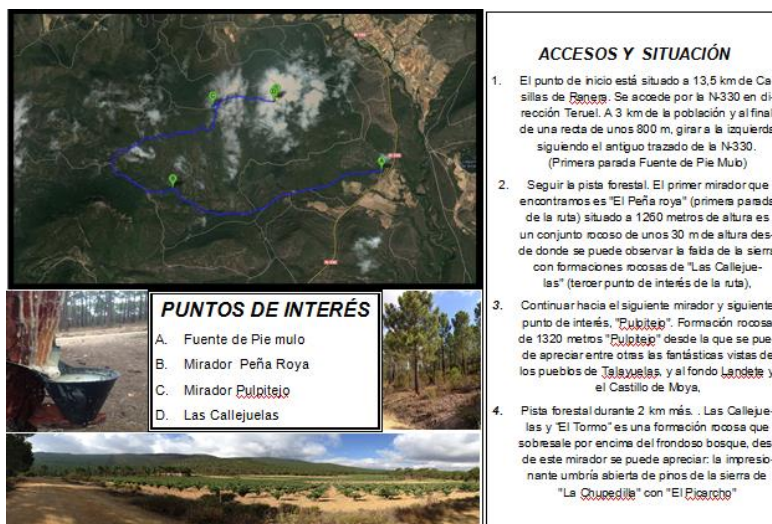 A
B
C
D
PUNTOS DE INTERÉS
A. Fuente de Pie mulo
B. Mirador Peña Roya
C. Mirador Pulpitejo
D. Las Callejuelas
ACCESOS Y SITUACIÓN
1. El punto de inicio está situado a 13,5 km de Ca-
sillas de Ranera. Se accede por la N-330 en di-
rección Teruel. A 3 km de la población y al final
de una recta de unos 800 m, girar a la izquierda
siguiendo el antiguo trazado de la N-330.
(Primera parada Fuente de Pie Mulo)
2. Seguir la pista forestal. El primer mirador que
encontramos es "El Peña roya" (primera parada
de la ruta) situado a 1260 metros de altura es
un conjunto rocoso de unos 30 m de altura des-
de donde se puede observar la falda de la sierra
con formaciones rocosas de "Las Callejue-
las" (tercer punto de interés de la ruta),
3. Continuar hacia el siguiente mirador y siguiente
punto de interés, "Pulpitejo". Formación rocosa
de 1320 metros "Pulpitejo" desde la que se pue-
de apreciar entre otras las fantásticas vistas de
los pueblos de Talayuelas, y al fondo Landete y
el Castillo de Moya,
4. Pista forestal durante 2 km más. . Las Callejue-
las y "El Tormo" es una formación rocosa que
sobresale por encima del frondoso bosque, des-
de este mirador se puede apreciar: la impresio-
nante umbría abierta de pinos de la sierra de
"La Chupedilla" con "El Picarcho"